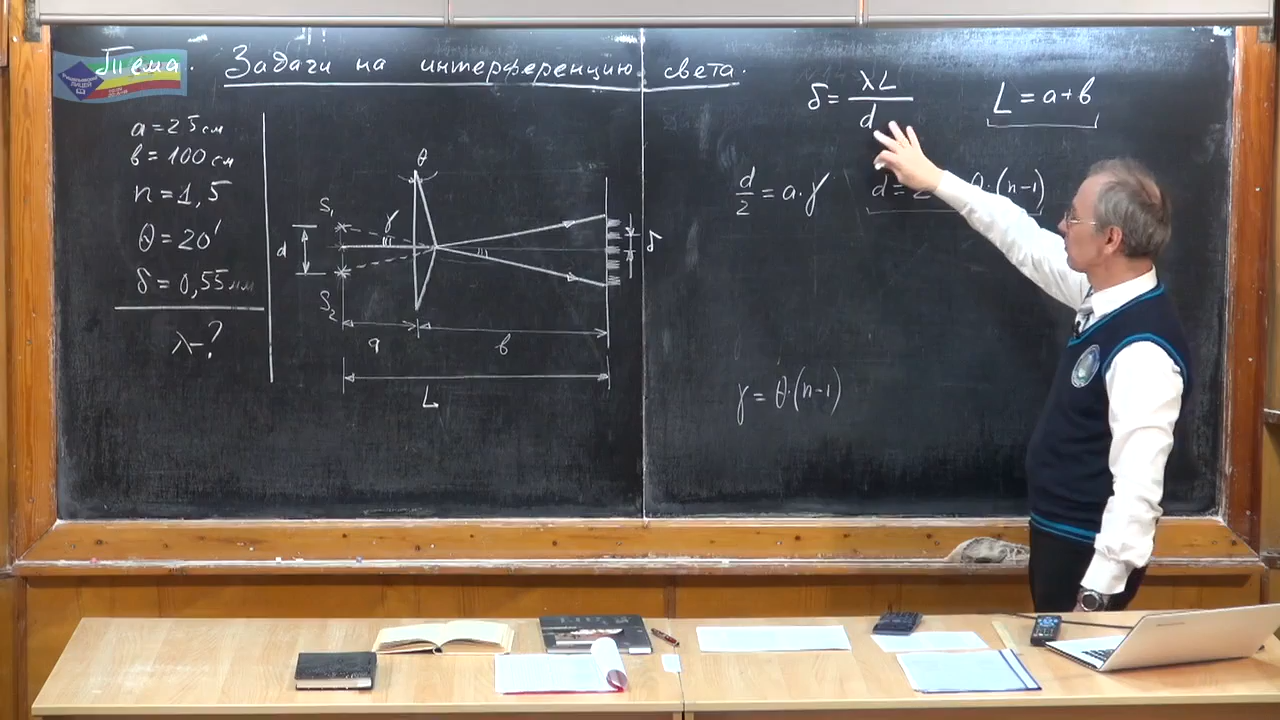 Тема. Задачи на интерференцию света.
a = 25 см
в = 100 см
n = 1,5
θ = 20'
δ = 0,55 мм
λ - ?
θ
S₁
γ
d
S₂
δ
a
в
L
δ = λL / d
L = a + в
d/2 = a · γ
d = 2 θ · (n-1)
γ = θ · (n-1)